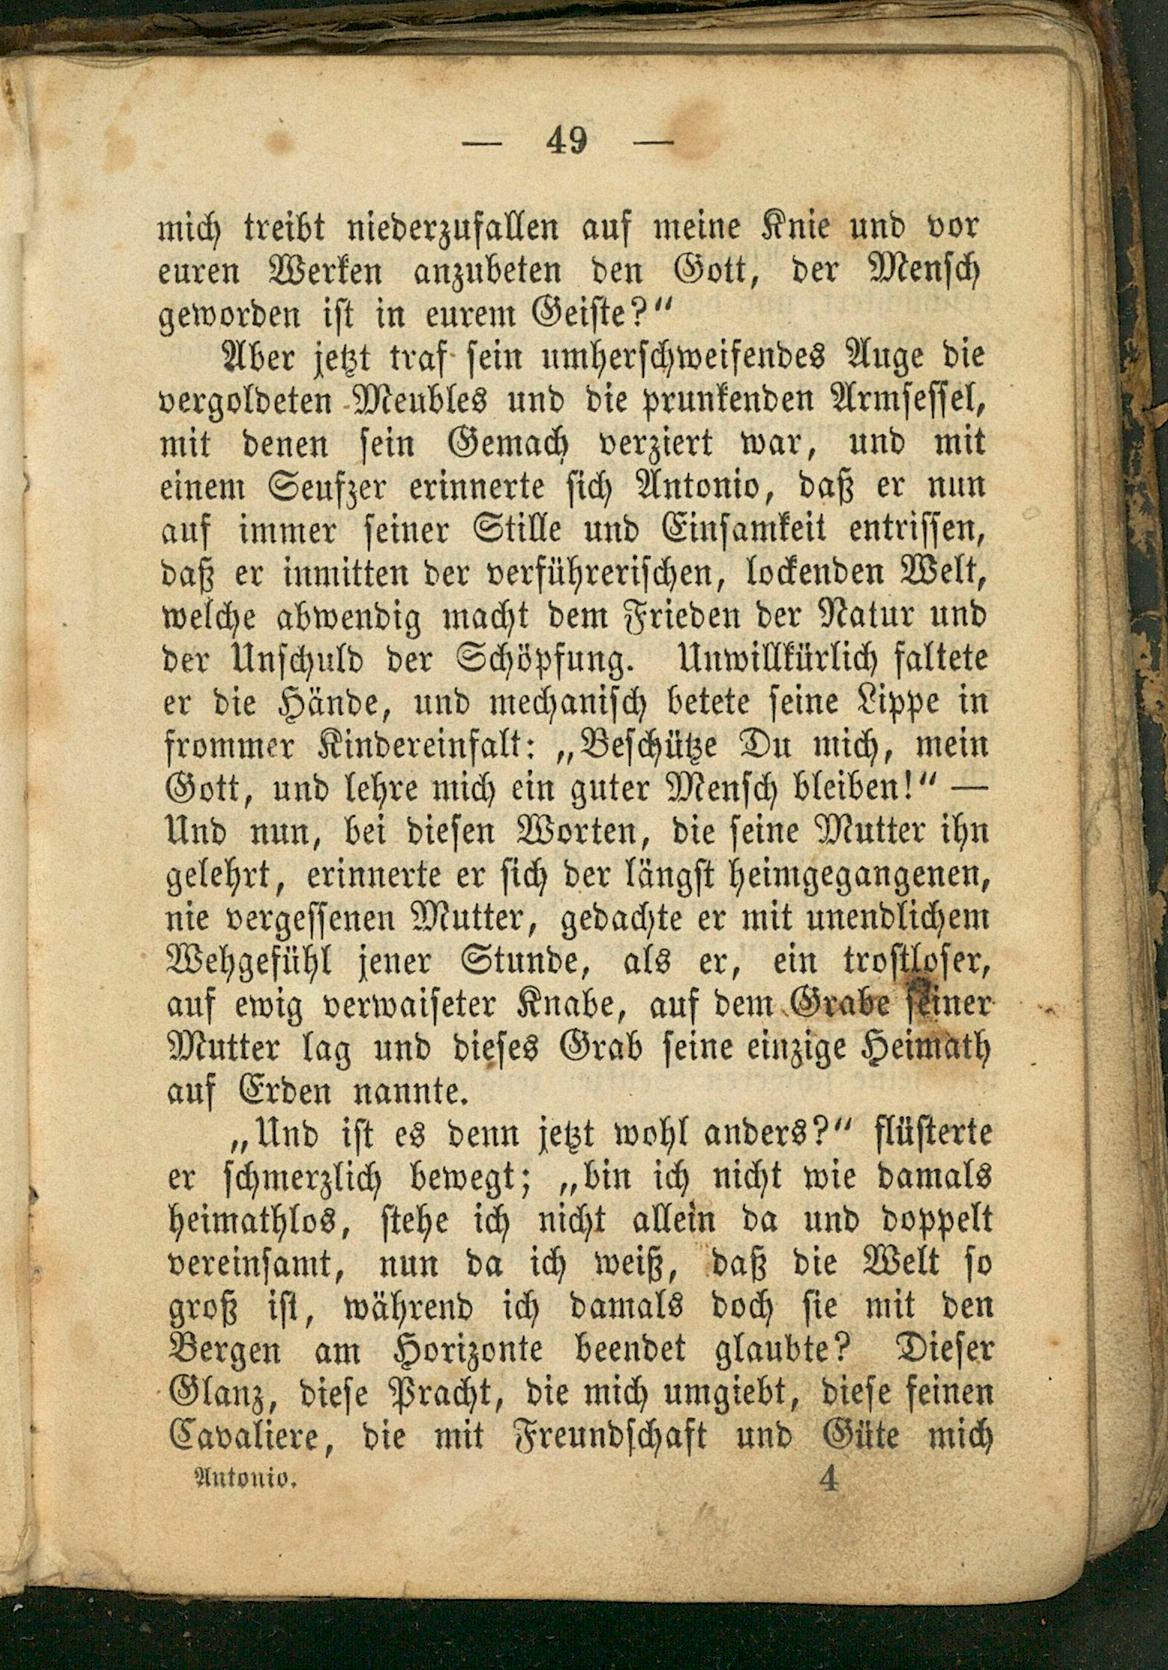 — 49 —
mich treibt niederzufallen auf meine Knie und vor
euren Werken anzubeten den Gott, der Mensch
geworden ist in eurem Geiste?“
Aber jetzt traf sein umherschweifendes Auge die
vergoldeten Meubles und die prunkenden Armsessel,
mit denen sein Gemach verziert war, und mit
einem Seufzer erinnerte sich Antonio, daß er nun
auf immer seiner Stille und Einsamkeit entrissen,
daß er inmitten der verführerischen, lockenden Welt,
welche abwendig macht dem Frieden der Natur und
der Unschuld der Schöpfung. Unwillkürlich faltete
er die Hände, und mechanisch betete seine Lippe in
frommer Kindereinfalt: „Beschütze Du mich, mein
Gott, und lehre mich ein guter Mensch bleiben!“ —
Und nun, bei diesen Worten, die seine Mutter ihn
gelehrt, erinnerte er sich der längst heimgegangenen,
nie vergessenen Mutter, gedachte er mit unendlichem
Wehgefühl jener Stunde, als er, ein trostloser,
auf ewig verwaiseter Knabe, auf dem Grabe seiner
Mutter lag und dieses Grab seine einzige Heimath
auf Erden nannte.
„Und ist es denn jetzt wohl anders?“ flüsterte
er schmerzlich bewegt; „bin ich nicht wie damals
heimathlos, stehe ich nicht allein da und doppelt
vereinsamt, nun da ich weiß, daß die Welt so
groß ist, während ich damals doch sie mit den
Bergen am Horizonte beendet glaubte? Dieser
Glanz, diese Pracht, die mich umgiebt, diese feinen
Cavaliere, die mit Freundschaft und Güte mich
Antonio. 4